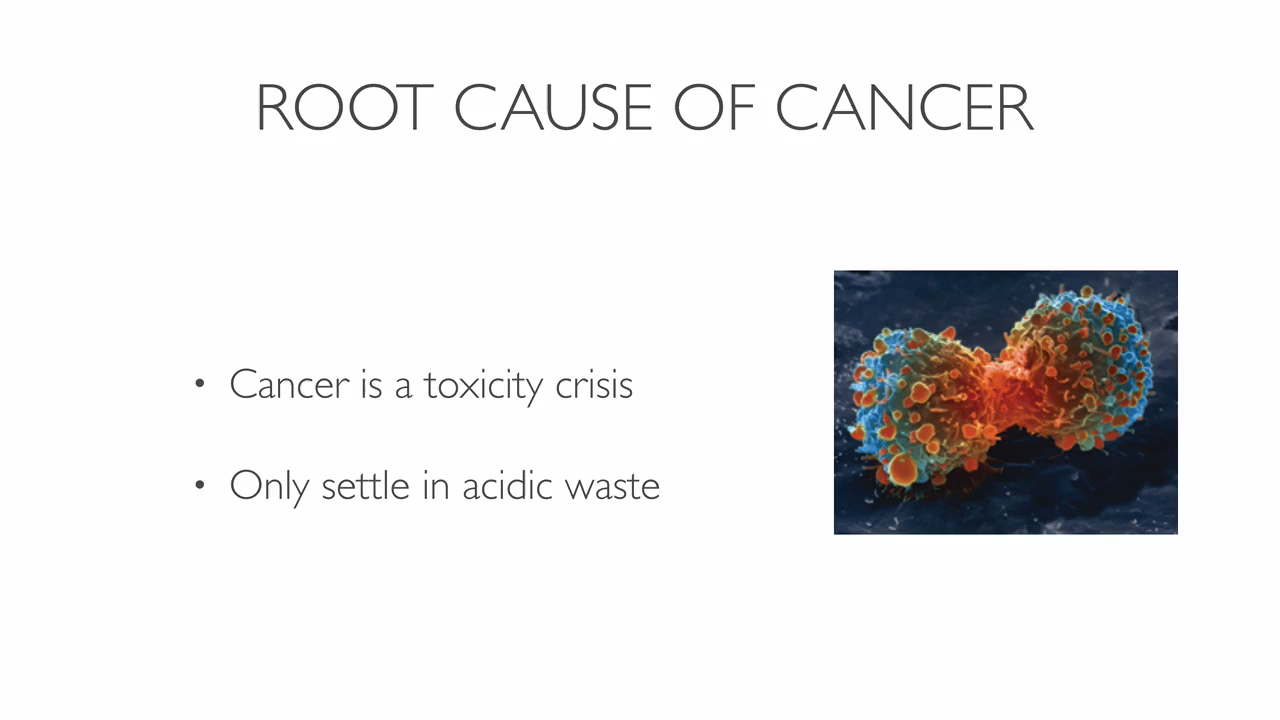 ROOT CAUSE OF CANCER
• Cancer is a toxicity crisis
• Only settle in acidic waste